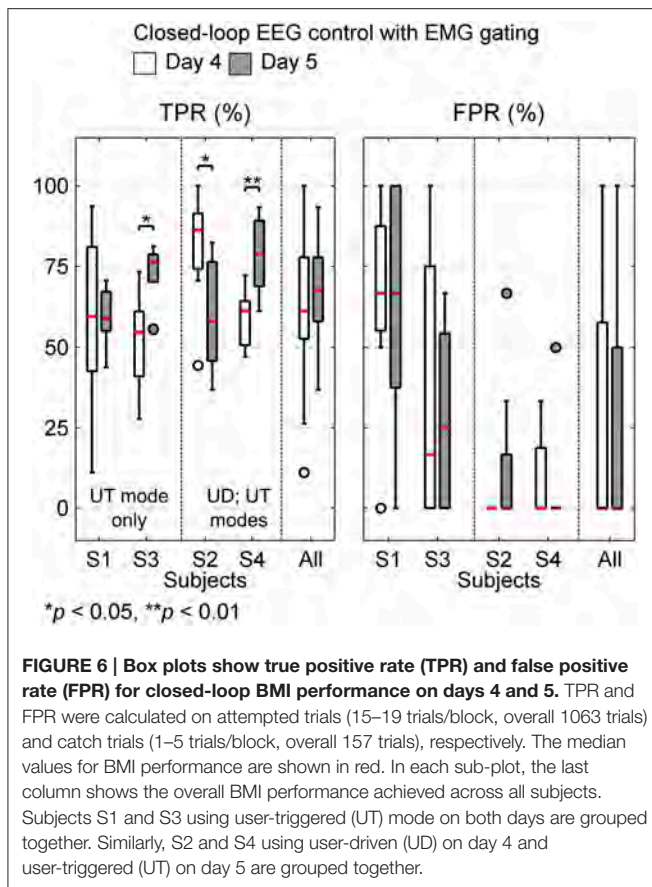 Closed-loop EEG control with EMG gating
Day 4 Day 5
TPR (%) FPR (%)
* ** *
100
75
50
25
0
UT mode only
UD; UT modes
S1 S3 S2 S4 All S1 S3 S2 S4 All
Subjects Subjects
*p < 0.05, **p < 0.01
FIGURE 6 | Box plots show true positive rate (TPR) and false positive
rate (FPR) for closed-loop BMI performance on days 4 and 5. TPR and
FPR were calculated on attempted trials (15–19 trials/block, overall 1063 trials)
and catch trials (1–5 trials/block, overall 157 trials), respectively. The median
values for BMI performance are shown in red. In each sub-plot, the last
column shows the overall BMI performance achieved across all subjects.
Subjects S1 and S3 using user-triggered (UT) mode on both days are grouped
together. Similarly, S2 and S4 using user-driven (UD) on day 4 and
user-triggered (UT) on day 5 are grouped together.